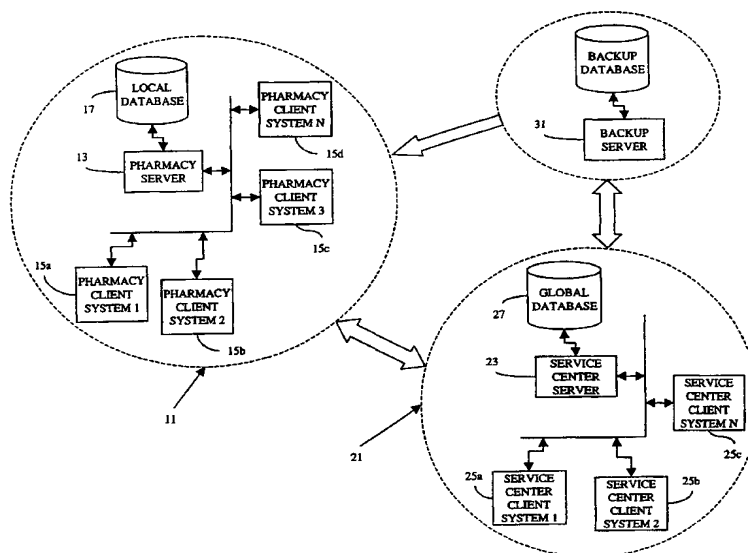 LOCAL
DATABASE
17
13
PHARMACY
SERVER
PHARMACY
CLIENT
SYSTEM N
15d
PHARMACY
CLIENT
SYSTEM 3
15c
15a
PHARMACY
CLIENT
SYSTEM 1
PHARMACY
CLIENT
SYSTEM 2
15b
11
BACKUP
DATABASE
31
BACKUP
SERVER
27
GLOBAL
DATABASE
23
SERVICE
CENTER
SERVER
SERVICE
CENTER
CLIENT
SYSTEM N
25c
21
25a
SERVICE
CENTER
CLIENT
SYSTEM 1
SERVICE
CENTER
CLIENT
SYSTEM 2
25b